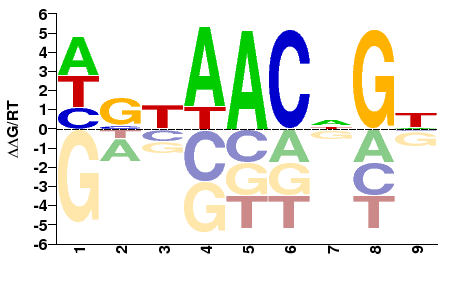 6
5
4
3
2
1
0
-1
-2
-3
-4
-5
-6
ΔΔG/RT
A T C G
G C T A
T C G
A T C G
A C G T
C A G T
A T G
G A C T
T A G
1 2 3 4 5 6 7 8 9